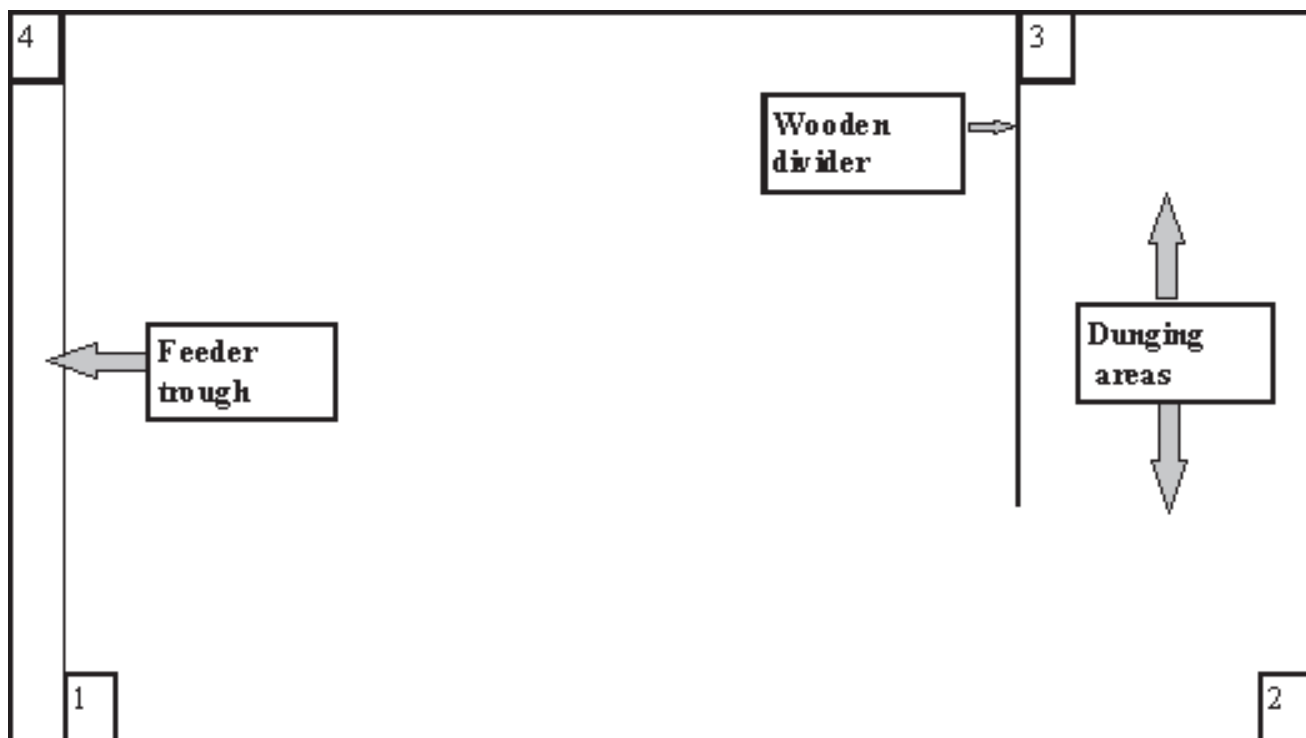 4
3
Wooden
divider
Feeder
trough
Dunging
areas
1
2